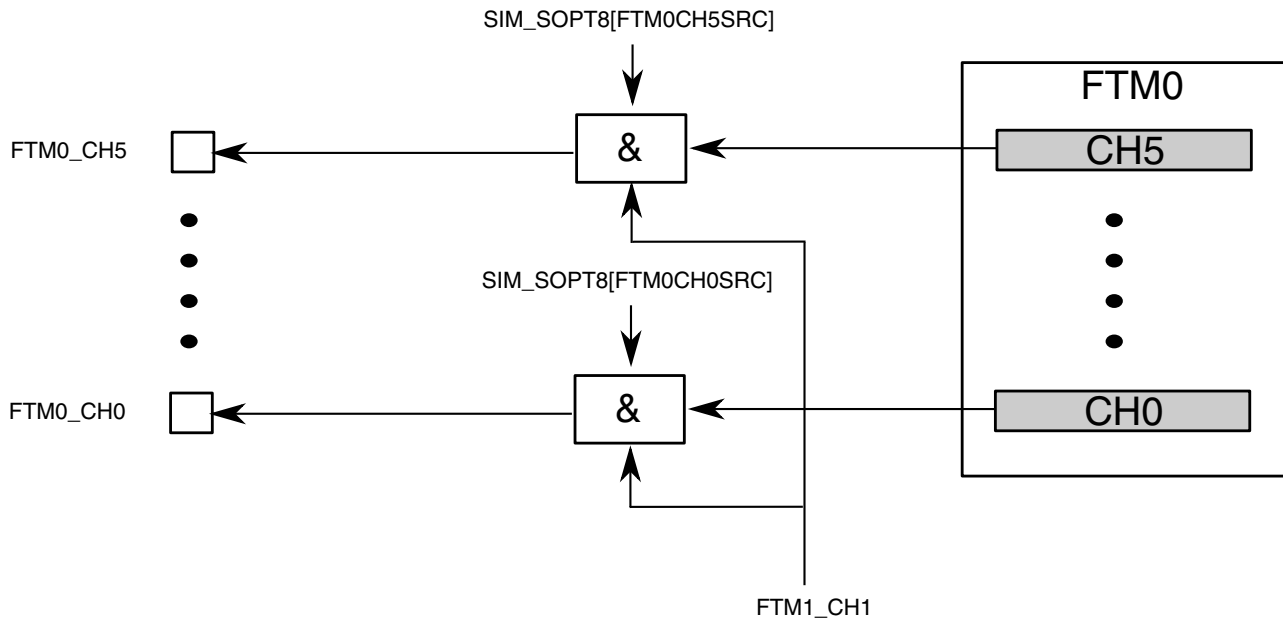 SIM_SOPT8[FTM0CH5SRC]
FTM0
FTM0_CH5
&
CH5
SIM_SOPT8[FTM0CH0SRC]
FTM0_CH0
&
CH0
FTM1_CH1